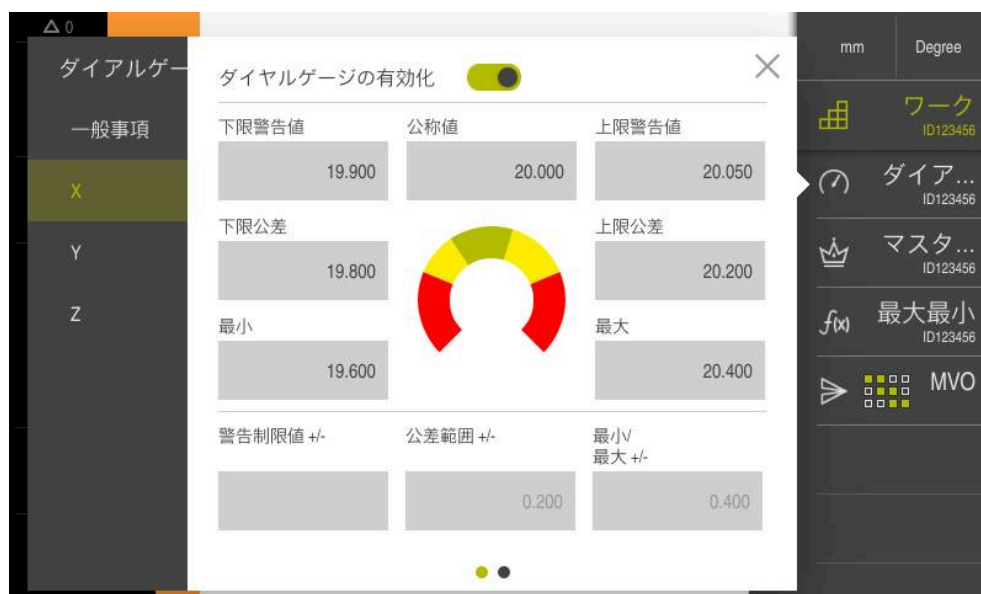 0
ダイアルゲー
一般事項
X
Y
Z
ダイヤルゲージの有効化
下限警告値
公称値
上限警告値
19.900
20.000
20.050
下限公差
上限公差
19.800
20.200
最小
最大
19.600
20.400
警告制限値 +/-
公差範囲 +/-
最小/
最大 +/-
0.200
0.400
mm
Degree
ワーク
ID123456
ダイア...
ID123456
マスタ...
ID123456
f(x)
最大最小
ID123456
MVO